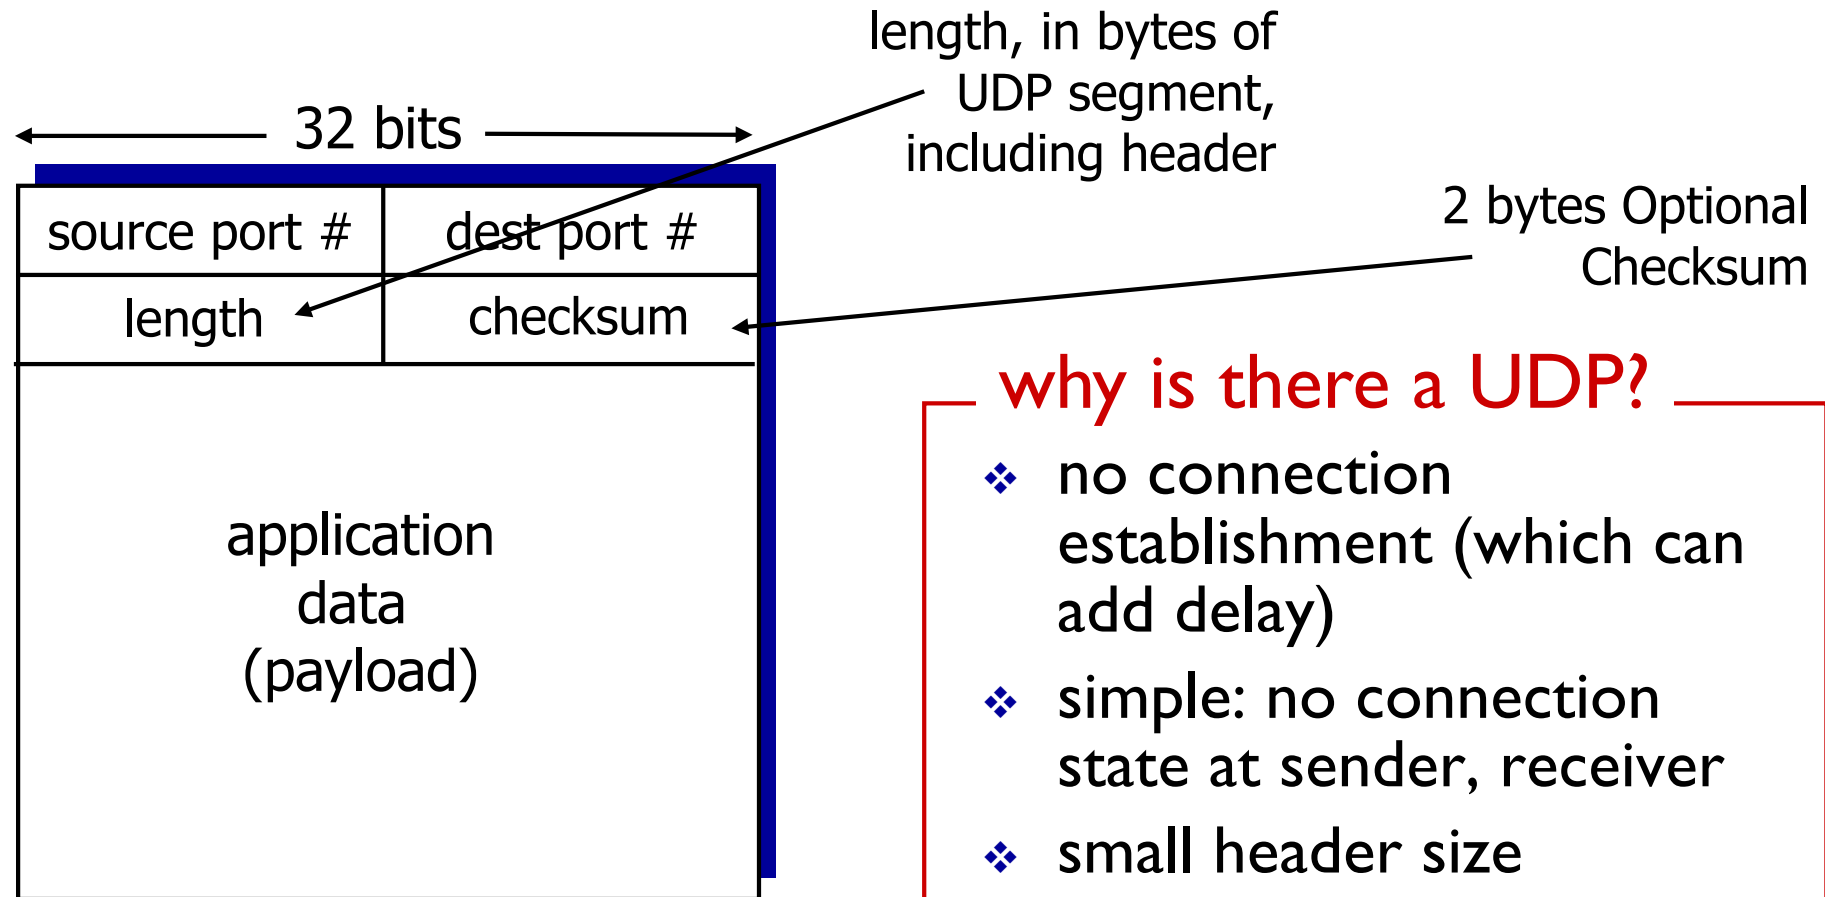 length, in bytes of
UDP segment,
including header
32 bits
2 bytes Optional
Checksum
source port #
dest port #
length
checksum
application
data
(payload)
why is there a UDP?
❖ no connection
establishment (which can
add delay)
❖ simple: no connection
state at sender, receiver
❖ small header size